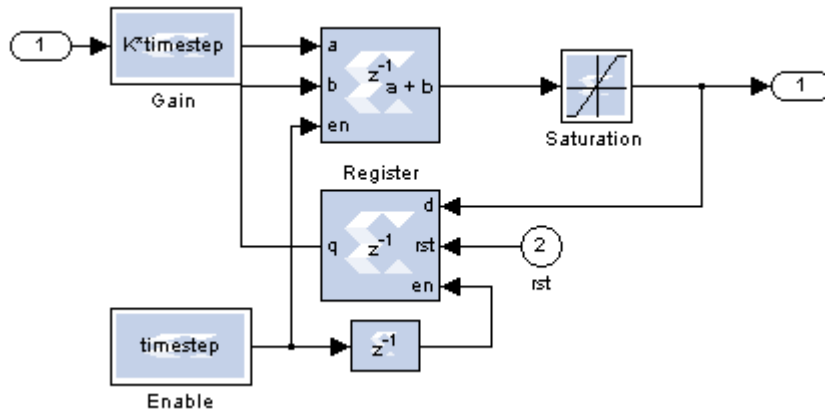 1
K*timestep
Gain
a
b
en
z-1
a + b
Saturation
1
Register
q
z-1
d
rst
en
2
rst
timestep
Enable
z-1